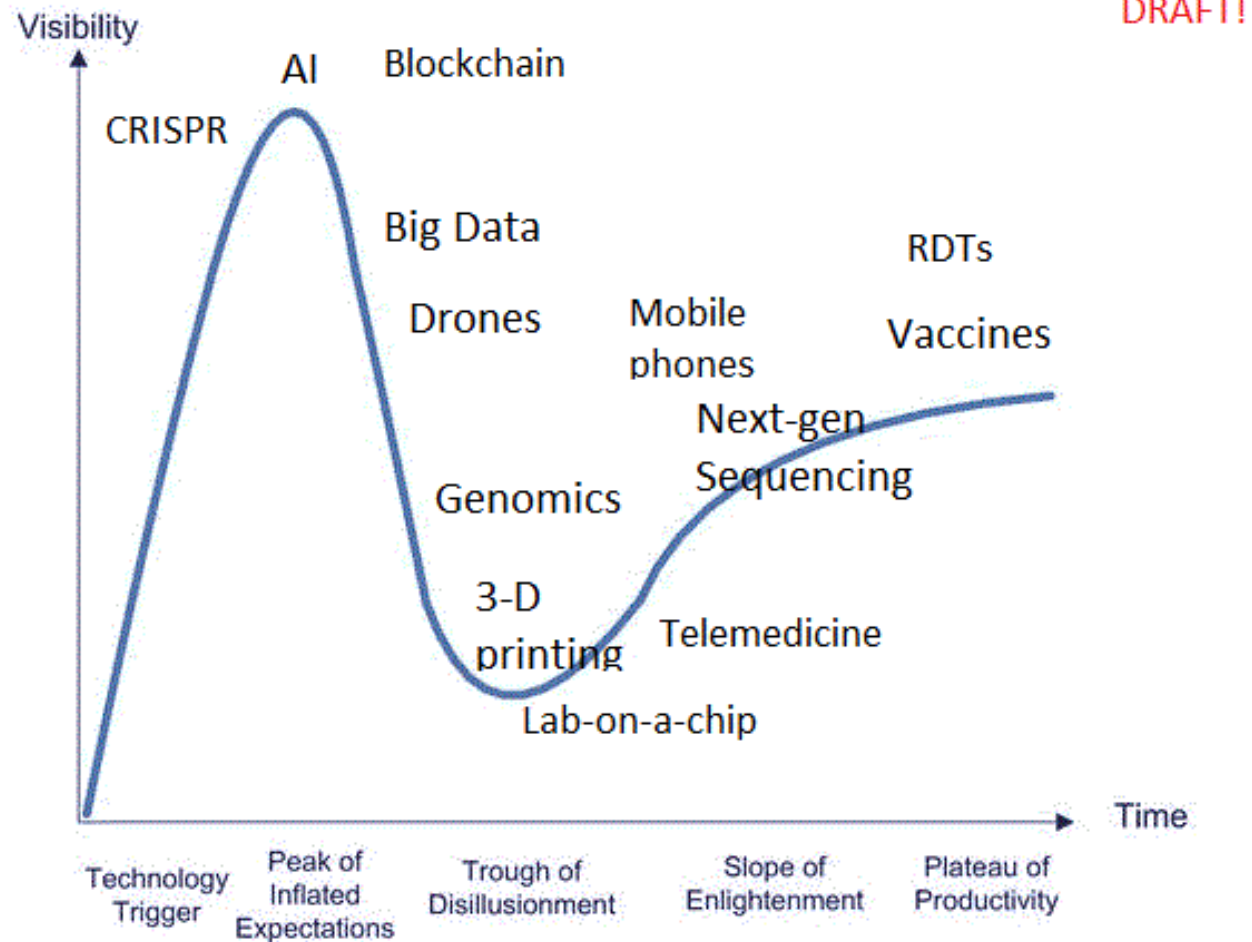 DRAFT!
Visibility
AI
Blockchain
CRISPR
Big Data
RDTs
Drones
Mobile
phones
Vaccines
Next-gen
Sequencing
Genomics
3-D
printing
Telemedicine
Lab-on-a-chip
Time
Technology
Trigger
Peak of
Inflated
Expectations
Trough of
Disillusionment
Slope of
Enlightenment
Plateau of
Productivity